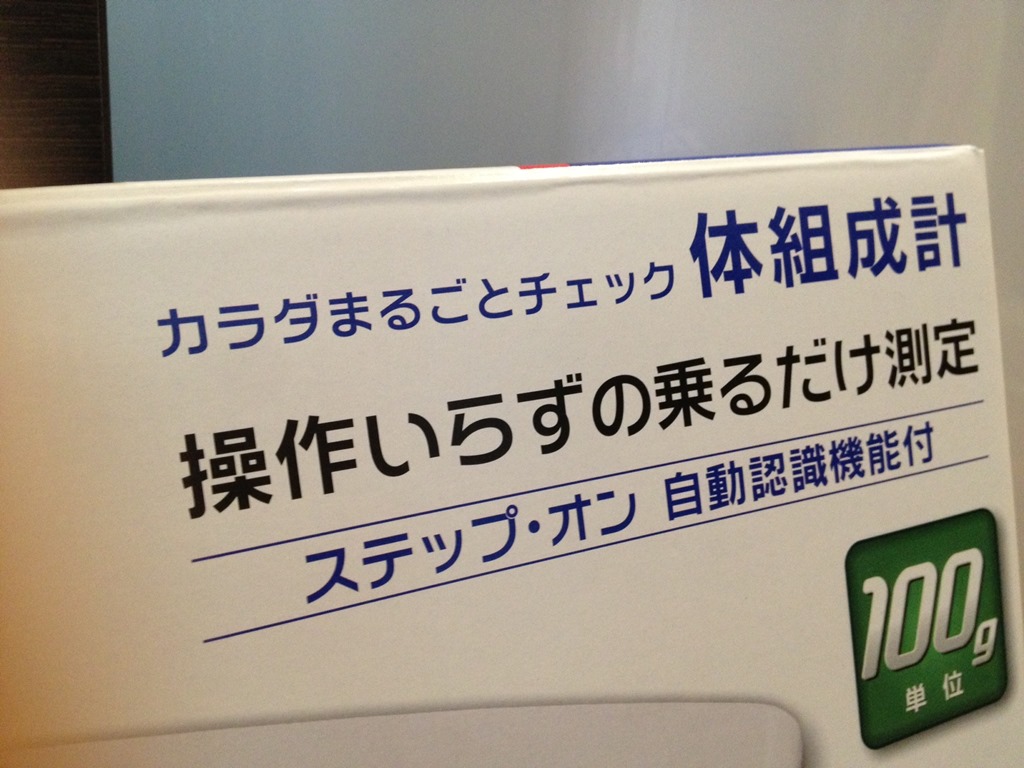 カラダまるごとチェック 体組成計
操作いらずの乗るだけ測定
ステップ・オン 自動認識機能付
100g
単位